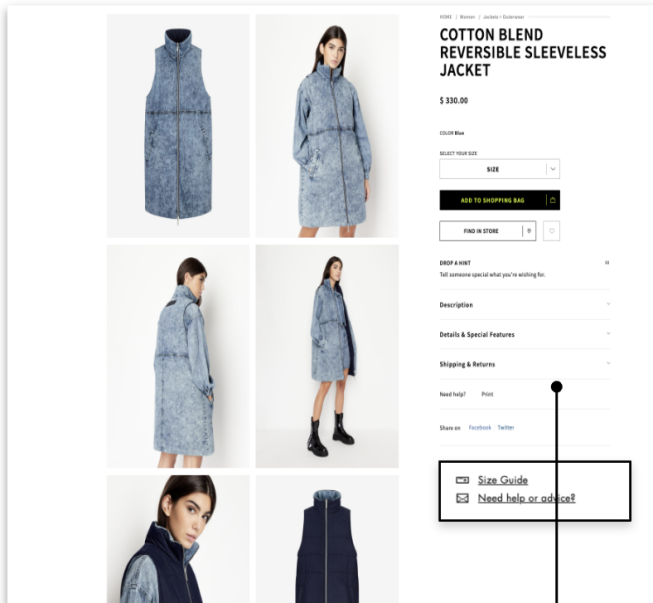 HOME / Women / Jackets + Outerwear
COTTON BLEND
REVERSIBLE SLEEVELESS
JACKET
$ 330.00
COLOR Blue
SELECT YOUR SIZE
SIZE
ADD TO SHOPPING BAG
FIND IN STORE
DROP A HINT
Tell someone special what you're wishing for.
Description
Details & Special Features
Shipping & Returns
Need help? Print
Share on Facebook Twitter
Size Guide
Need help or advice?